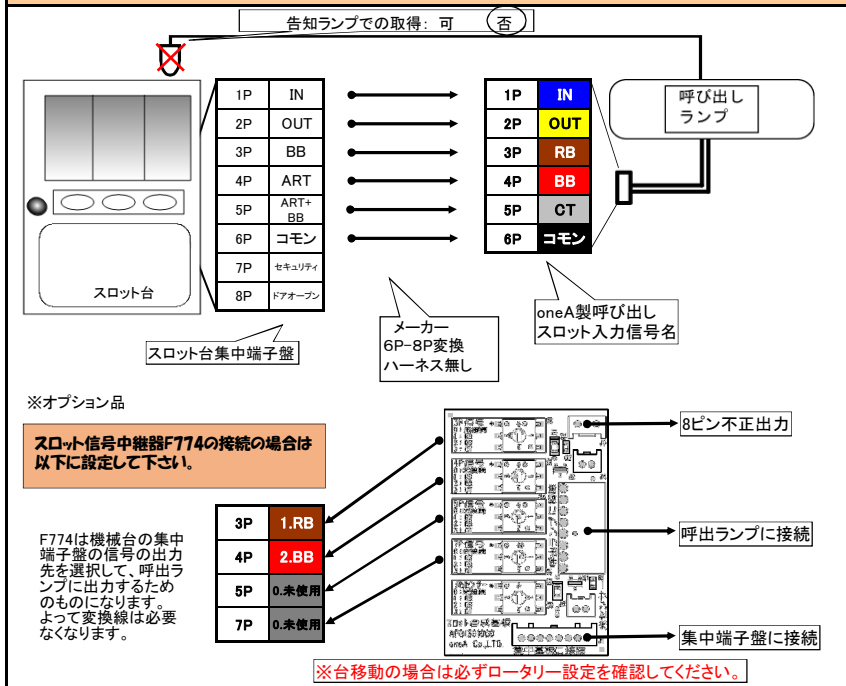 告知ランプでの取得: 可 否
呼び出し
ランプ
1P IN
2P OUT
3P BB
4P ART
5P ART+
BB
6P コモン
7P セキュリティ
8P ドアオープン
1P IN
2P OUT
3P RB
4P BB
5P CT
6P コモン
スロット台
スロット台集中端子盤
メーカー
6P-8P変換
ハーネス無し
oneA製呼び出し
スロット入力信号名
※オプション品
スロット信号中継器F774の接続の場合は
以下に設定して下さい。
F774は機械台の集中
端子盤の信号の出力
先を選択して、呼出ラ
ンプに出力するため
のものになります。
よって変換線は必要
なくなります。
3P 1.RB
4P 2.BB
5P 0.未使用
7P 0.未使用
8ピン不正出力
呼出ランプに接続
集中端子盤に接続
oneA Co.,LTD.
※台移動の場合は必ずロータリー設定を確認してください。